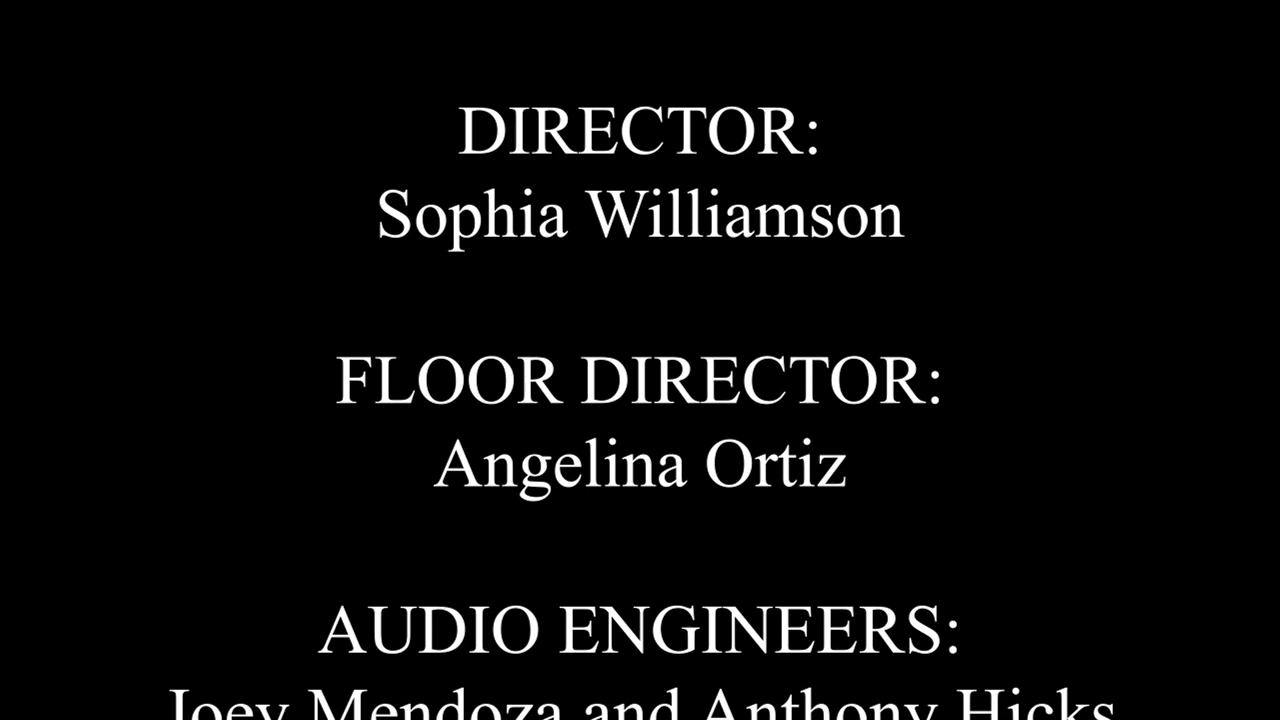 DIRECTOR:
Sophia Williamson
FLOOR DIRECTOR:
Angelina Ortiz
AUDIO ENGINEERS:
Joey Mendoza and Anthony Hicks